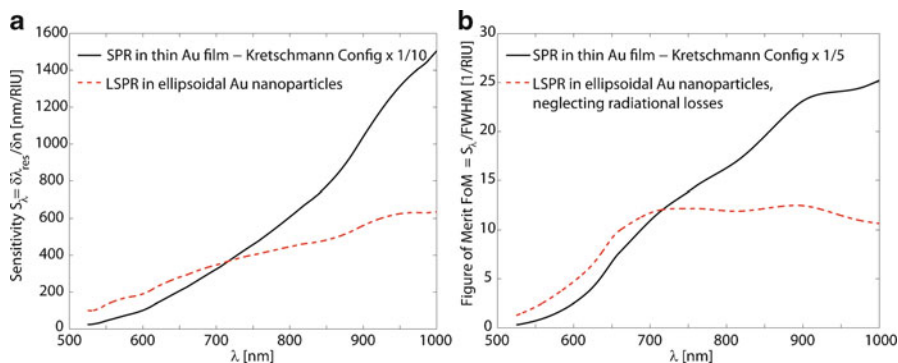 a
SPR in thin Au film – Kretschmann Config x 1/10
LSPR in ellipsoidal Au nanoparticles
Sensitivity Sλ= δλres/δn [nm/RIU]
1600
1400
1200
1000
800
600
400
200
0
500 600 700 800 900 1000
λ [nm]
b
SPR in thin Au film – Kretschmann Config x 1/5
LSPR in ellipsoidal Au nanoparticles,
neglecting radiational losses
Figure of Merit FoM = Sλ/FWHM [1/RIU]
30
25
20
15
10
5
0
500 600 700 800 900 1000
λ [nm]